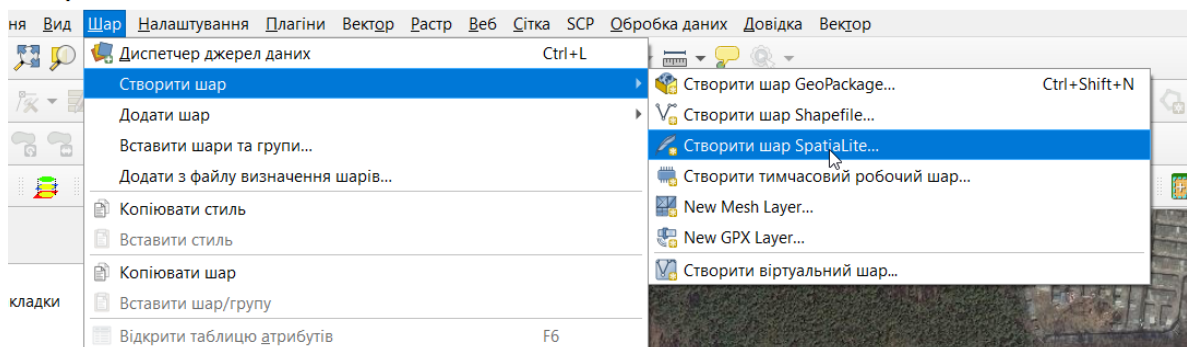 ня Вид Шар Налаштування Плагіни Вектор Растр Веб Сітка SCP Обробка даних Довідка Вектор
Диспетчер джерел даних Ctrl+L
Створити шар
Додати шар
Вставити шари та групи...
Додати з файлу визначення шарів...
Копіювати стиль
Вставити стиль
Копіювати шар
Вставити шар/групу
Відкрити таблицю атрибутів F6
Створити шар GeoPackage... Ctrl+Shift+N
Створити шар Shapefile...
Створити шар SpatiaLite...
Створити тимчасовий робочий шар...
New Mesh Layer...
New GPX Layer...
Створити віртуальний шар...
кладки